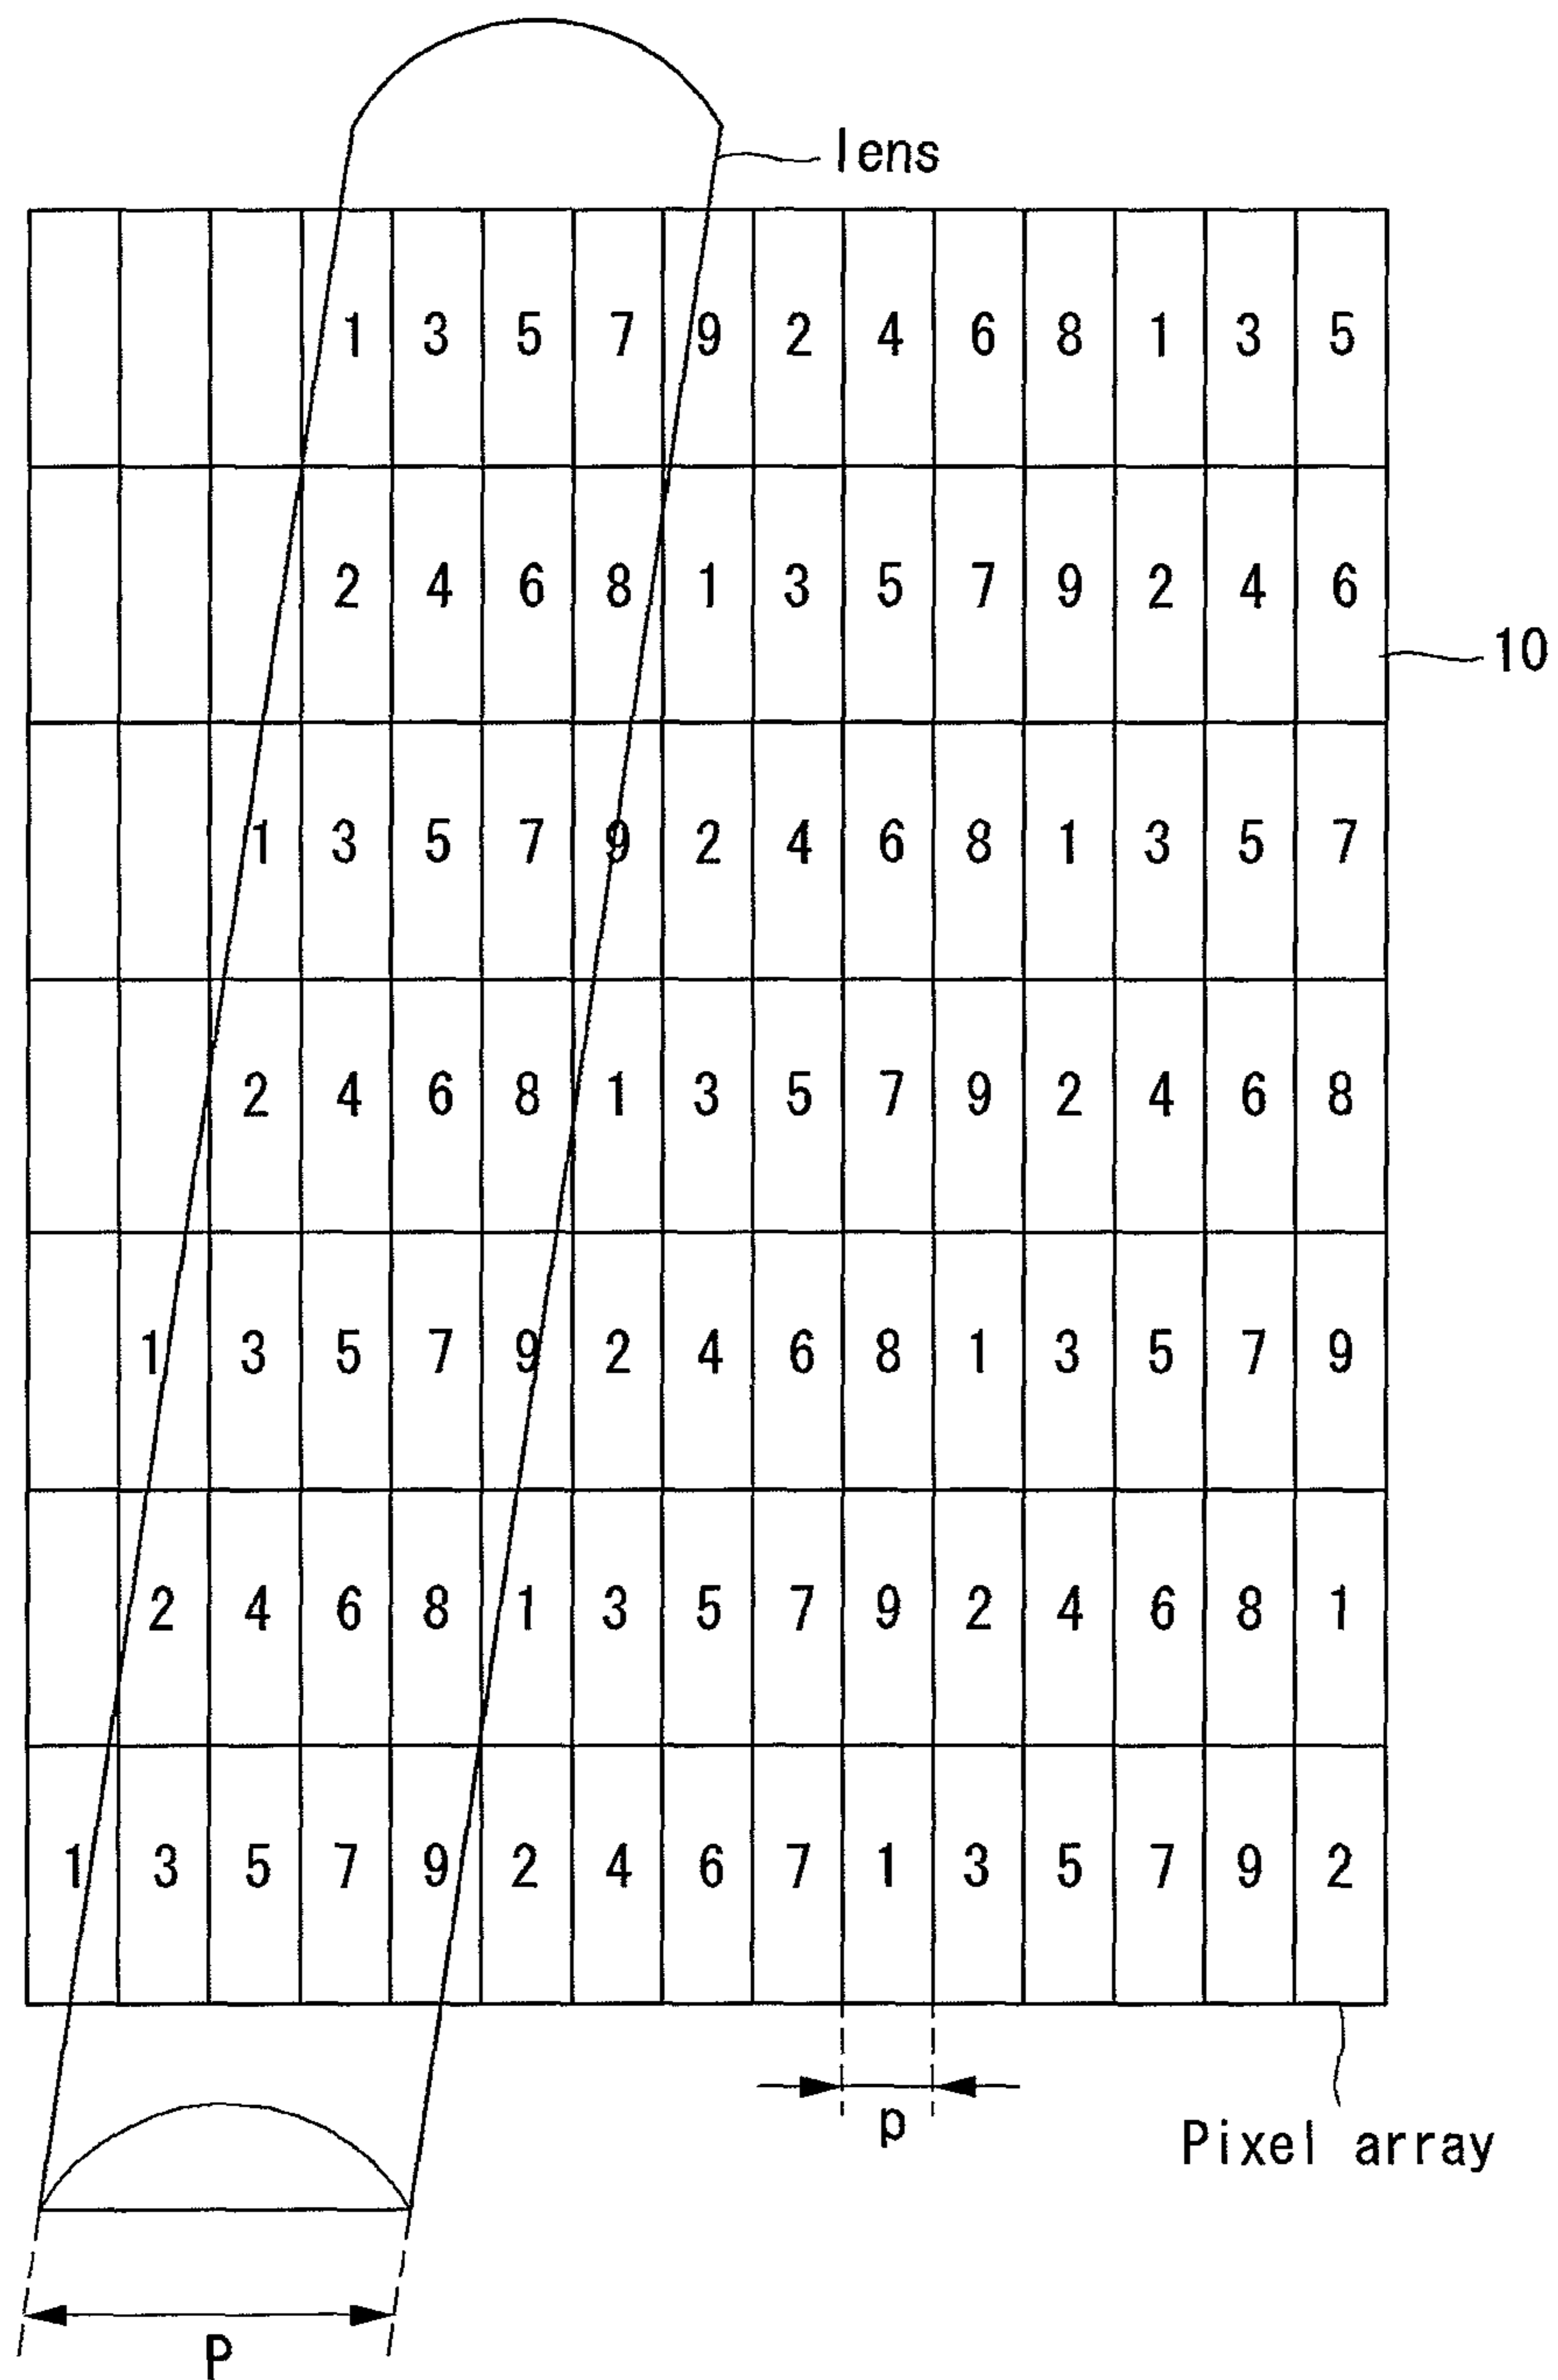 lens
1 3 5 7 9 2 4 6 8 1 3 5
2 4 6 8 1 3 5 7 9 2 4 6
10
1 3 5 7 9 2 4 6 8 1 3 5 7
2 4 6 8 1 3 5 7 9 2 4 6 8
1 3 5 7 9 2 4 6 8 1 3 5 7 9
2 4 6 8 1 3 5 7 9 2 4 6 8 1
1 3 5 7 9 2 4 6 7 1 3 5 7 9 2
p
Pixel array
P